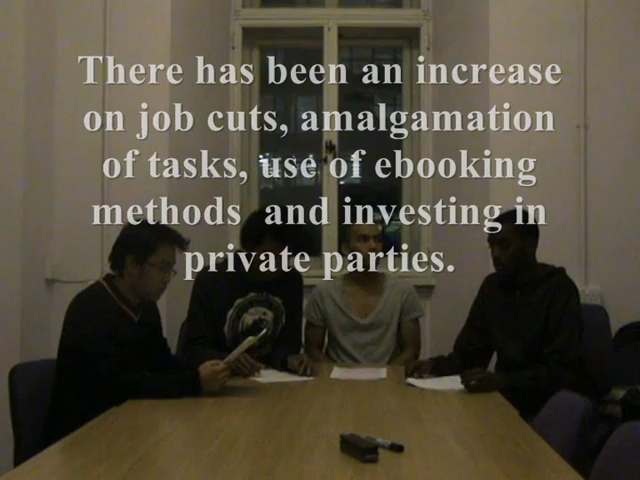 There has been an increase
on job cuts, amalgamation
of tasks, use of ebooking
methods  and investing in
private parties.